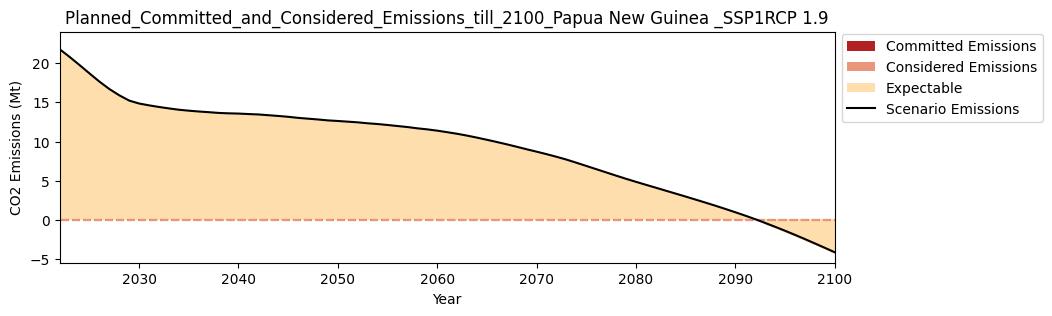 Planned_Committed_and_Considered_Emissions_till_2100_Papua New Guinea _SSP1RCP 1.9
Committed Emissions
Considered Emissions
Expectable
Scenario Emissions
CO2 Emissions (Mt)
20
15
10
5
0
−5
2030 2040 2050 2060 2070 2080 2090 2100
Year